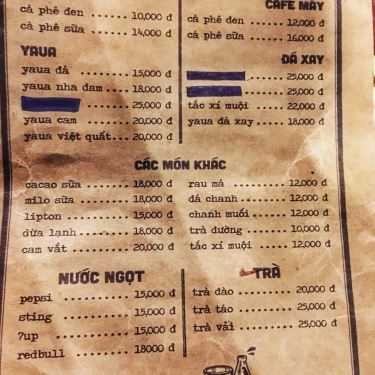 cà phê đen ...... 10,000 đ
cà phê sữa ...... 14,000 đ
YAUA
yaua đá ...... 15,000 đ
yaua nha đam ...... 18,000 đ
...... 25,000 đ
yaua cam ...... 20,000 đ
yaua việt quất ...... 20,000 đ
CAFE MÁY
cà phê đen ...... 12,000 đ
cà phê sữa ...... 16,000 đ
ĐÁ XAY
...... 25,000 đ
...... 25,000 đ
tắc xí muội ...... 22,000 đ
yaua đá xay ...... 18,000 đ
CÁC MÓN KHÁC
cacao sữa ...... 18,000 đ
milo sữa ...... 18,000 đ
lipton ...... 15,000 đ
dừa lạnh ...... 18,000 đ
cam vắt ...... 20,000 đ
rau má ...... 12,000 đ
đá chanh ...... 12,000 đ
chanh muối ...... 12,000 đ
trà đường ...... 10,000 đ
tắc xí muội ...... 12,000 đ
NƯỚC NGỌT
pepsi ...... 15,000 đ
sting ...... 15,000 đ
7up ...... 15,000 đ
redbull ...... 18000 đ
TRÀ
trà đào ...... 20,000 đ
trà táo ...... 25,000 đ
trà vải ...... 25,000 đ